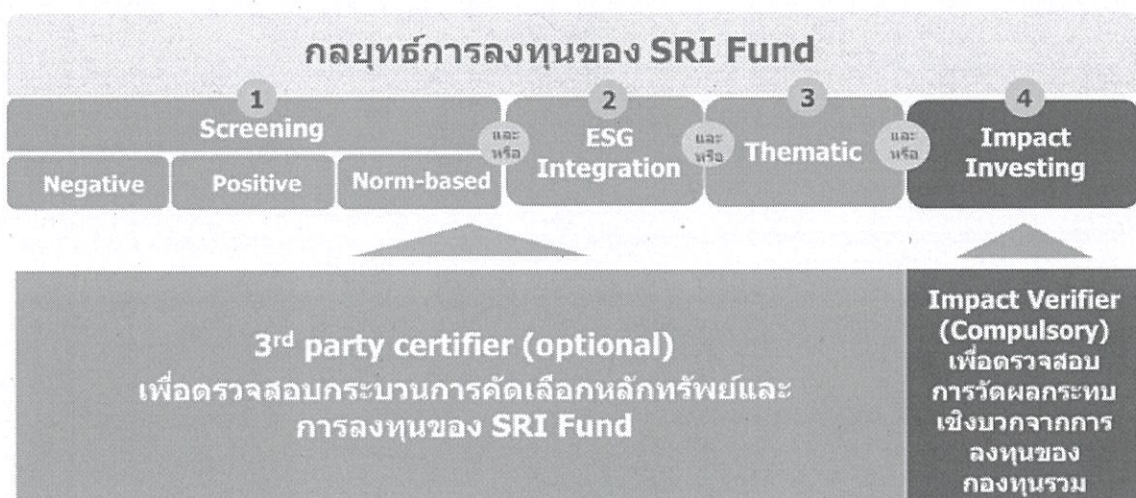 กลยุทธ์การลงทุนของ SRI Fund
1
2
3
4
Screening
และ
หรือ
ESG
Integration
และ
หรือ
Thematic
และ
หรือ
Impact
Investing
Negative
Positive
Norm-based
3rd party certifier (optional)
เพื่อตรวจสอบกระบวนการคัดเลือกหลักทรัพย์และ
การลงทุนของ SRI Fund
Impact Verifier
(Compulsory)
เพื่อตรวจสอบ
การวัดผลกระทบ
เชิงบวกจากการ
ลงทุนของ
กองทุนรวม